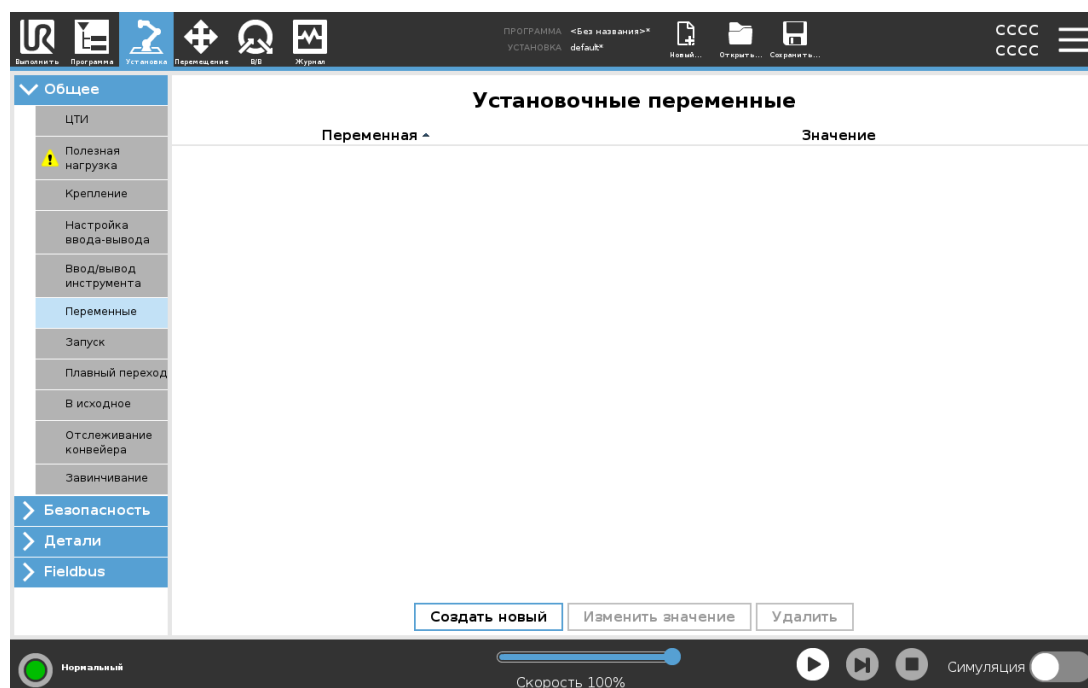 ПРОГРАММА <Без названия>*
УСТАНОВКА default*
CCCC
CCCC
Выполнить Программа Установка Перемещение В/В Журнал Новый... Открыть... Сохранить...
Общее
ЦТИ
Полезная
нагрузка
Крепление
Настройка
ввода-вывода
Ввод/вывод
инструмента
Переменные
Запуск
Плавный переход
В исходное
Отслеживание
конвейера
Завинчивание
Безопасность
Детали
Fieldbus
Установочные переменные
Переменная Значение
Создать новый Изменить значение Удалить
Нормальный
Скорость 100%
Симуляция